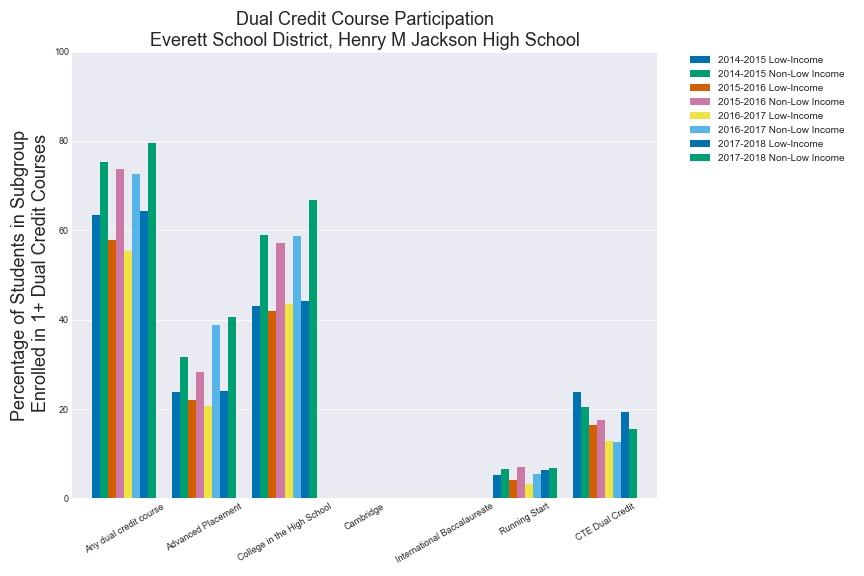 Dual Credit Course Participation
Everett School District, Henry M Jackson High School
Percentage of Students in Subgroup
Enrolled in 1+ Dual Credit Courses
100
80
60
40
20
0
Any dual credit course
Advanced Placement
College in the High School
Cambridge
International Baccalaureate
Running Start
CTE Dual Credit
2014-2015 Low-Income
2014-2015 Non-Low Income
2015-2016 Low-Income
2015-2016 Non-Low Income
2016-2017 Low-Income
2016-2017 Non-Low Income
2017-2018 Low-Income
2017-2018 Non-Low Income